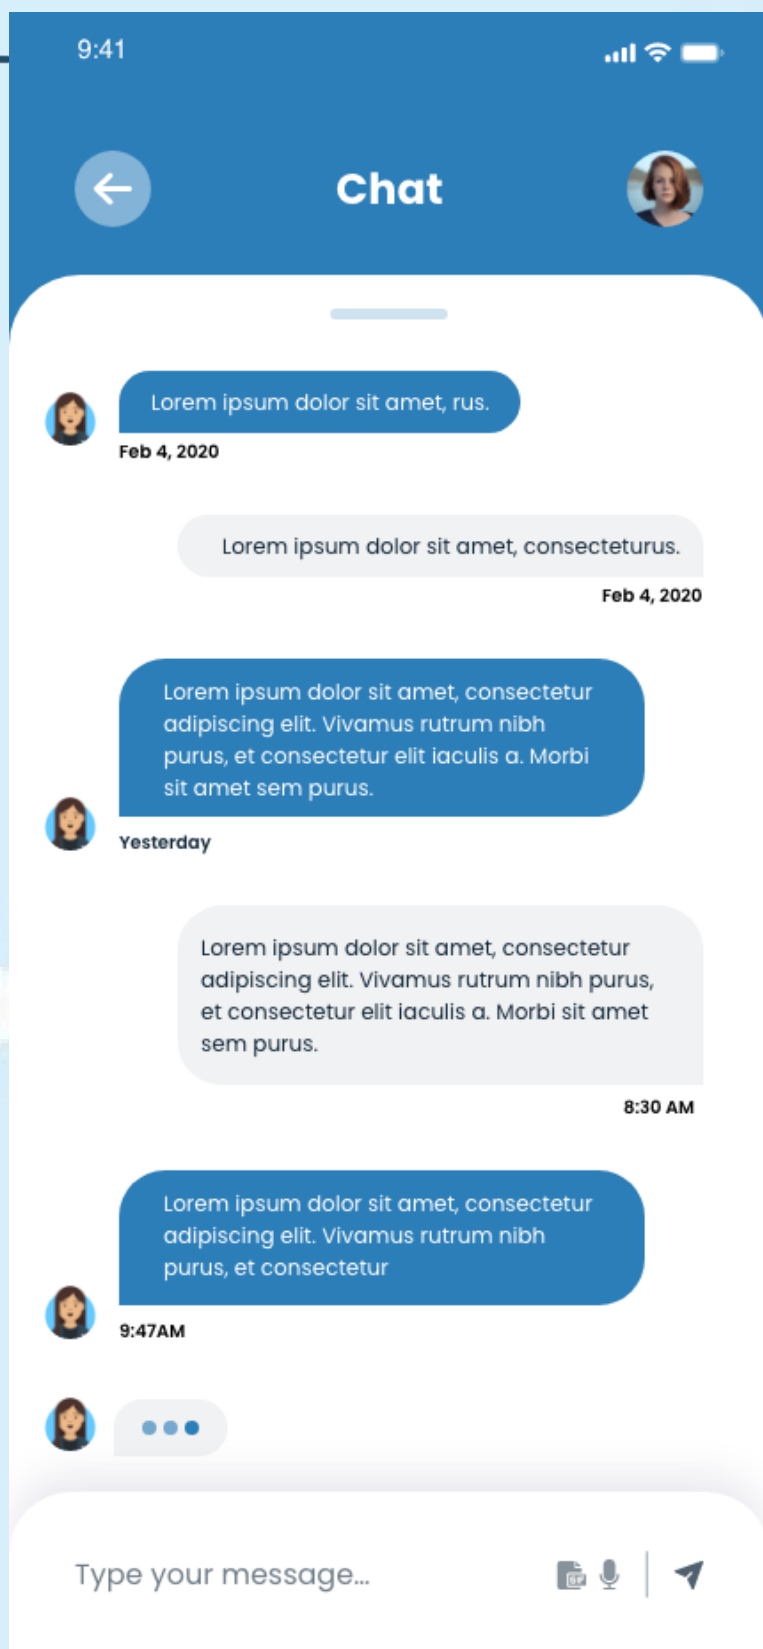 9:41
Chat
Lorem ipsum dolor sit amet, rus.
Feb 4, 2020
Lorem ipsum dolor sit amet, consecteturus.
Feb 4, 2020
Lorem ipsum dolor sit amet, consectetur
adipiscing elit. Vivamus rutrum nibh
purus, et consectetur elit iaculis a. Morbi
sit amet sem purus.
Yesterday
Lorem ipsum dolor sit amet, consectetur
adipiscing elit. Vivamus rutrum nibh purus,
et consectetur elit iaculis a. Morbi sit amet
sem purus.
8:30 AM
Lorem ipsum dolor sit amet, consectetur
adipiscing elit. Vivamus rutrum nibh
purus, et consectetur
9:47AM
Type your message...